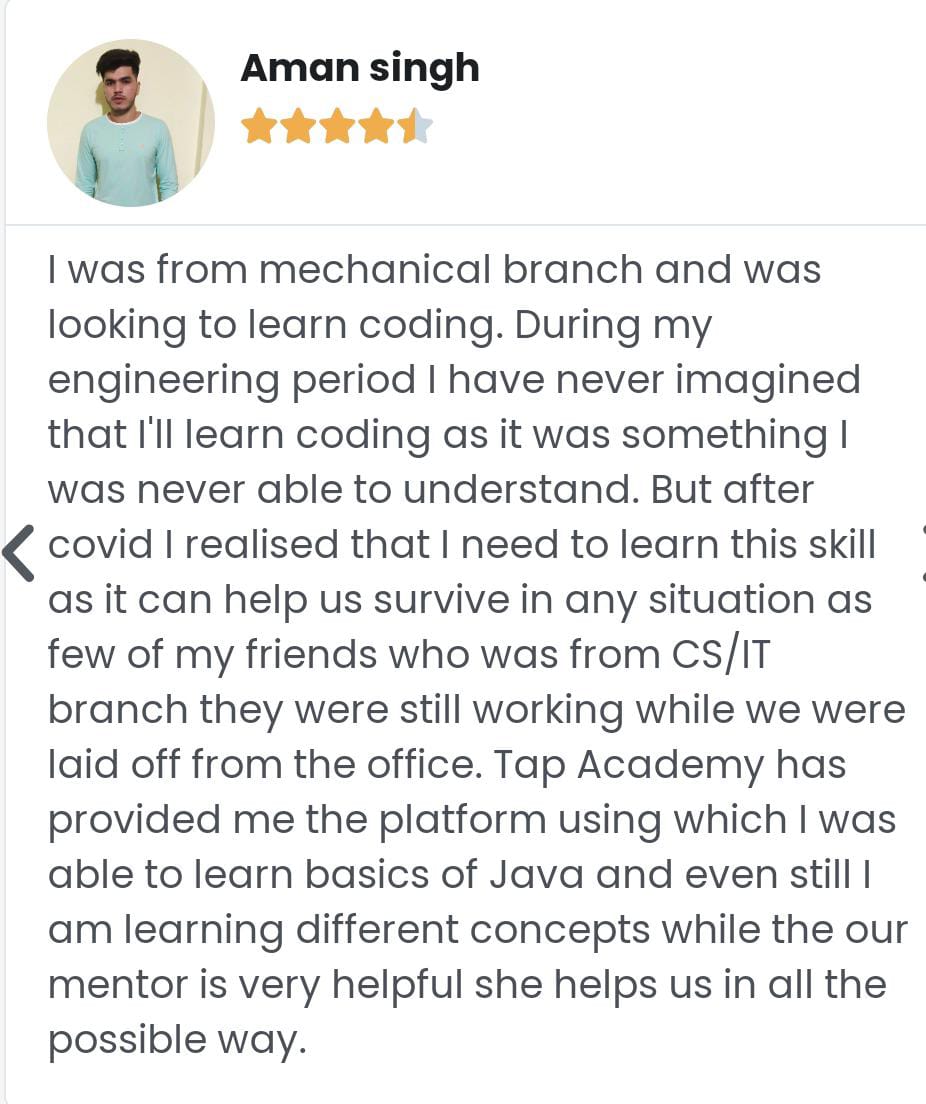 Aman singh
I was from mechanical branch and was
looking to learn coding. During my
engineering period I have never imagined
that I'll learn coding as it was something I
was never able to understand. But after
covid I realised that I need to learn this skill
as it can help us survive in any situation as
few of my friends who was from CS/IT
branch they were still working while we were
laid off from the office. Tap Academy has
provided me the platform using which I was
able to learn basics of Java and even still I
am learning different concepts while the our
mentor is very helpful she helps us in all the
possible way.